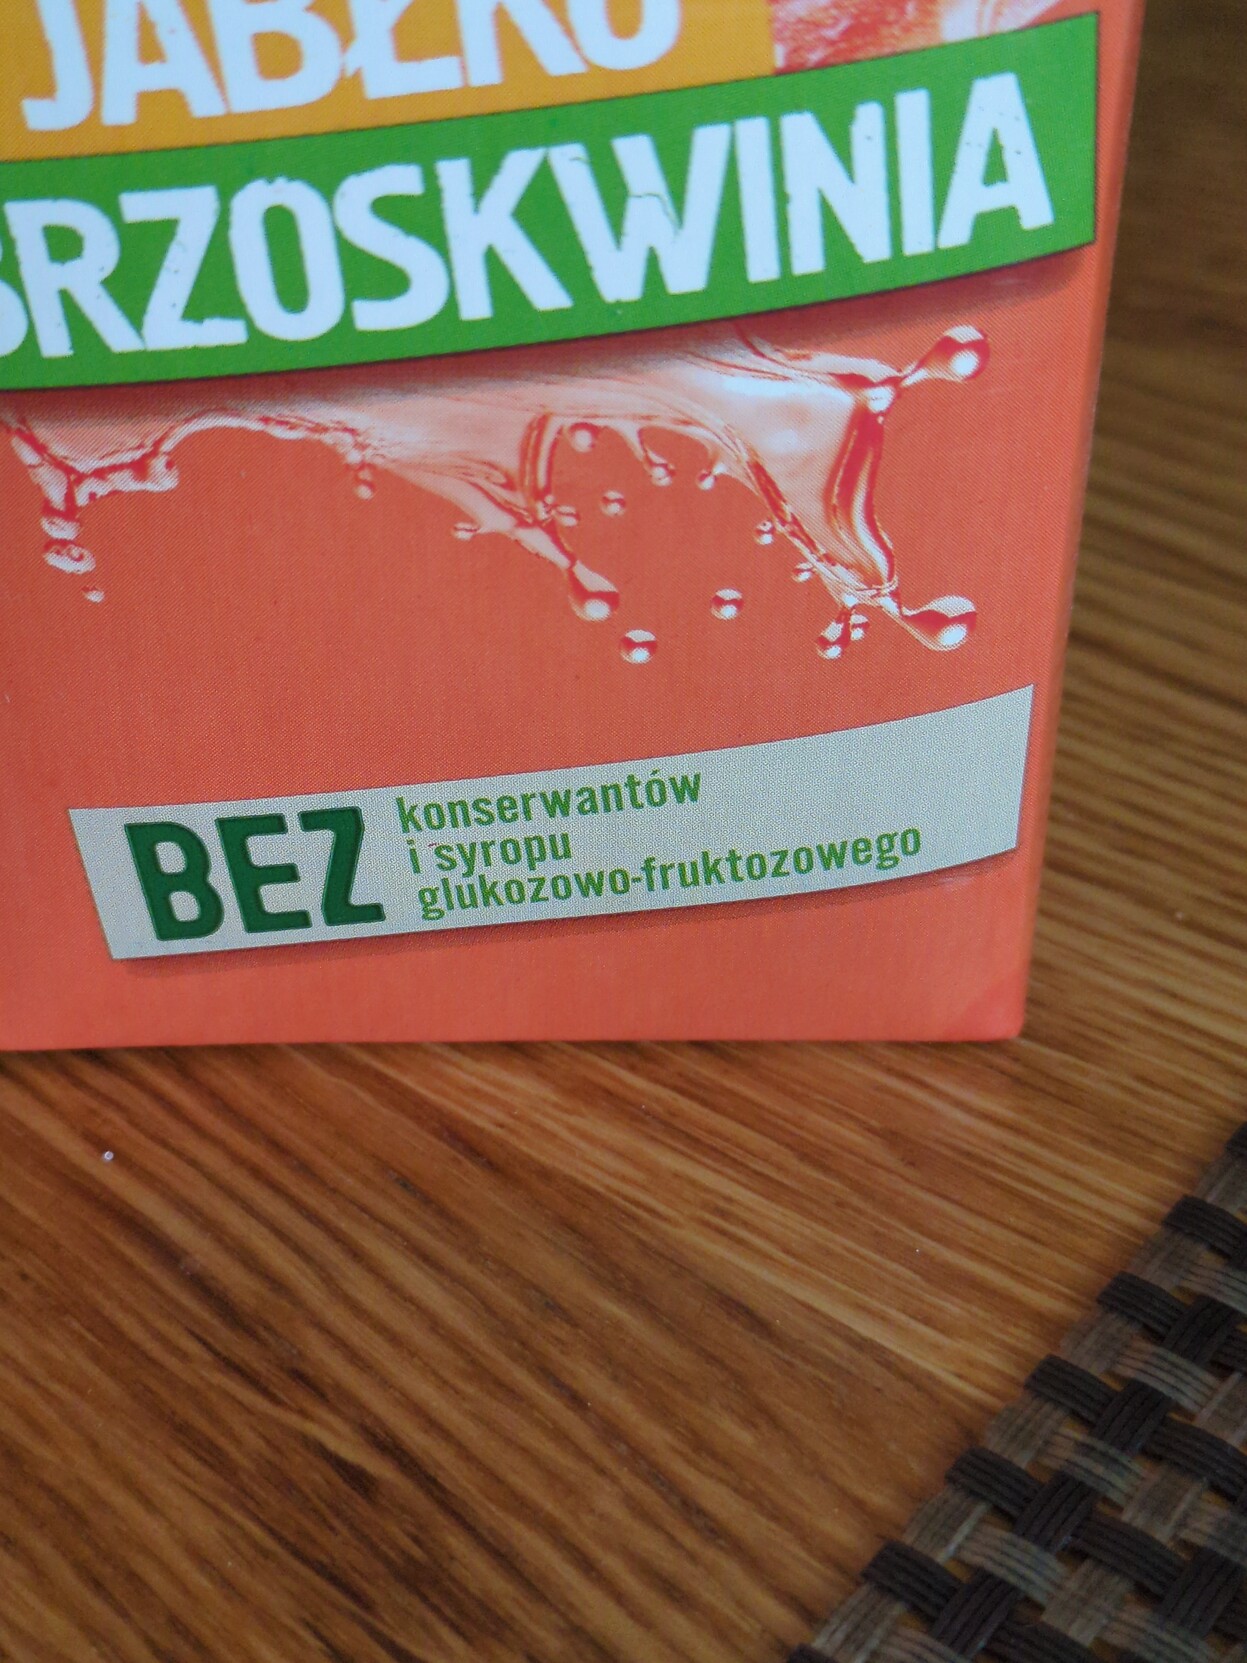 JABŁKO
BRZOSKWINIA
BEZ
konserwantów
i syropu
glukozowo-fruktozowego